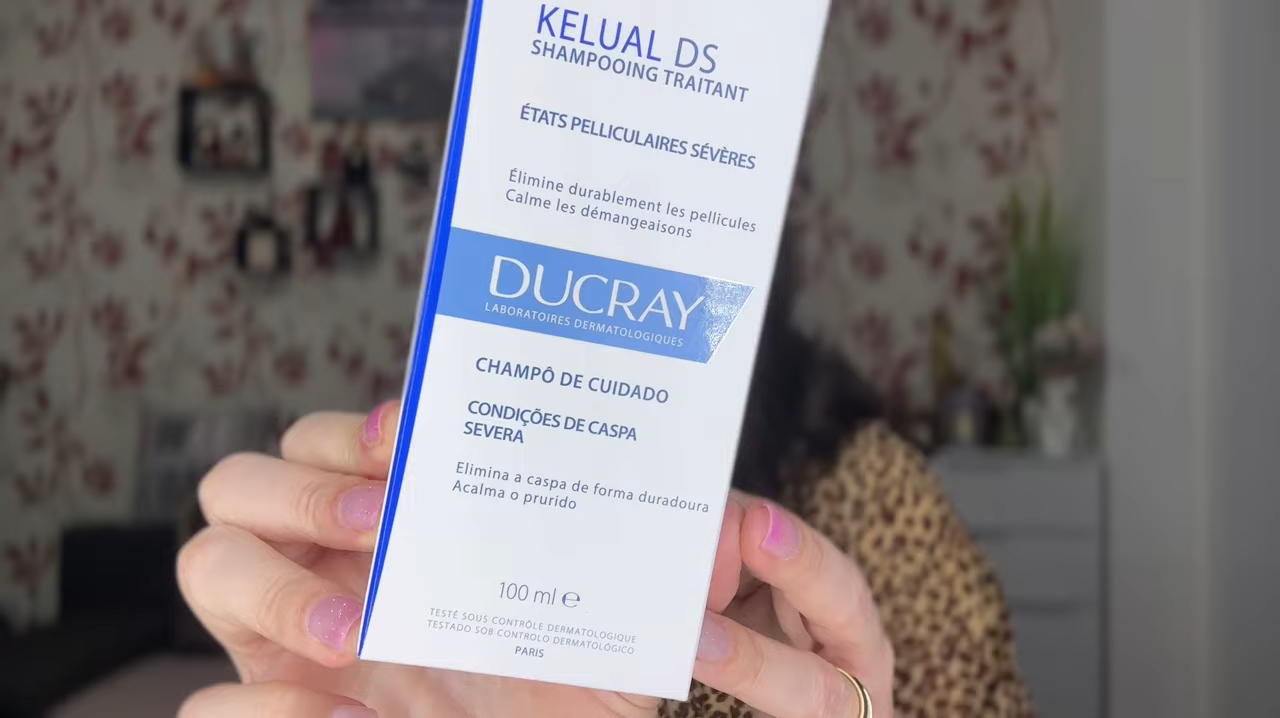 KELUAL DS
SHAMPOOING TRAITANT
ÉTATS PELLICULAIRES SÉVÈRES
Élimine durablement les pellicules
Calme les démangeaisons
DUCRAY
LABORATOIRES DERMATOLOGIQUES
CHAMPÔ DE CUIDADO
CONDIÇÕES DE CASPA
SEVERA
Elimina a caspa de forma duradoura
Acalma o prurido
100 ml ℮
TESTÉ SOUS CONTRÔLE DERMATOLOGIQUE
TESTADO SOB CONTROLO DERMATOLÓGICO
PARIS